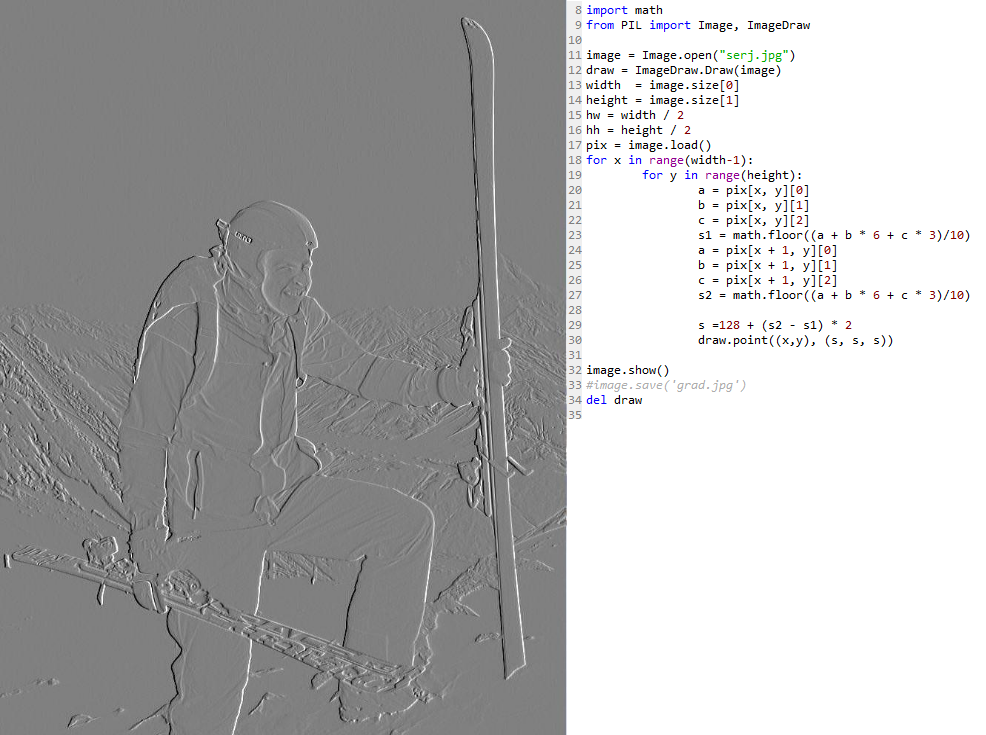 8 import math
9 from PIL import Image, ImageDraw
10
11 image = Image.open("serj.jpg")
12 draw = ImageDraw.Draw(image)
13 width  = image.size[0]
14 height = image.size[1]
15 hw = width / 2
16 hh = height / 2
17 pix = image.load()
18 for x in range(width-1):
19         for y in range(height):
20                 a = pix[x, y][0]
21                 b = pix[x, y][1]
22                 c = pix[x, y][2]
23                 s1 = math.floor((a + b * 6 + c * 3)/10)
24                 a = pix[x + 1, y][0]
25                 b = pix[x + 1, y][1]
26                 c = pix[x + 1, y][2]
27                 s2 = math.floor((a + b * 6 + c * 3)/10)
28
29                 s =128 + (s2 - s1) * 2
30                 draw.point((x,y), (s, s, s))
31
32 image.show()
33 #image.save('grad.jpg')
34 del draw
35